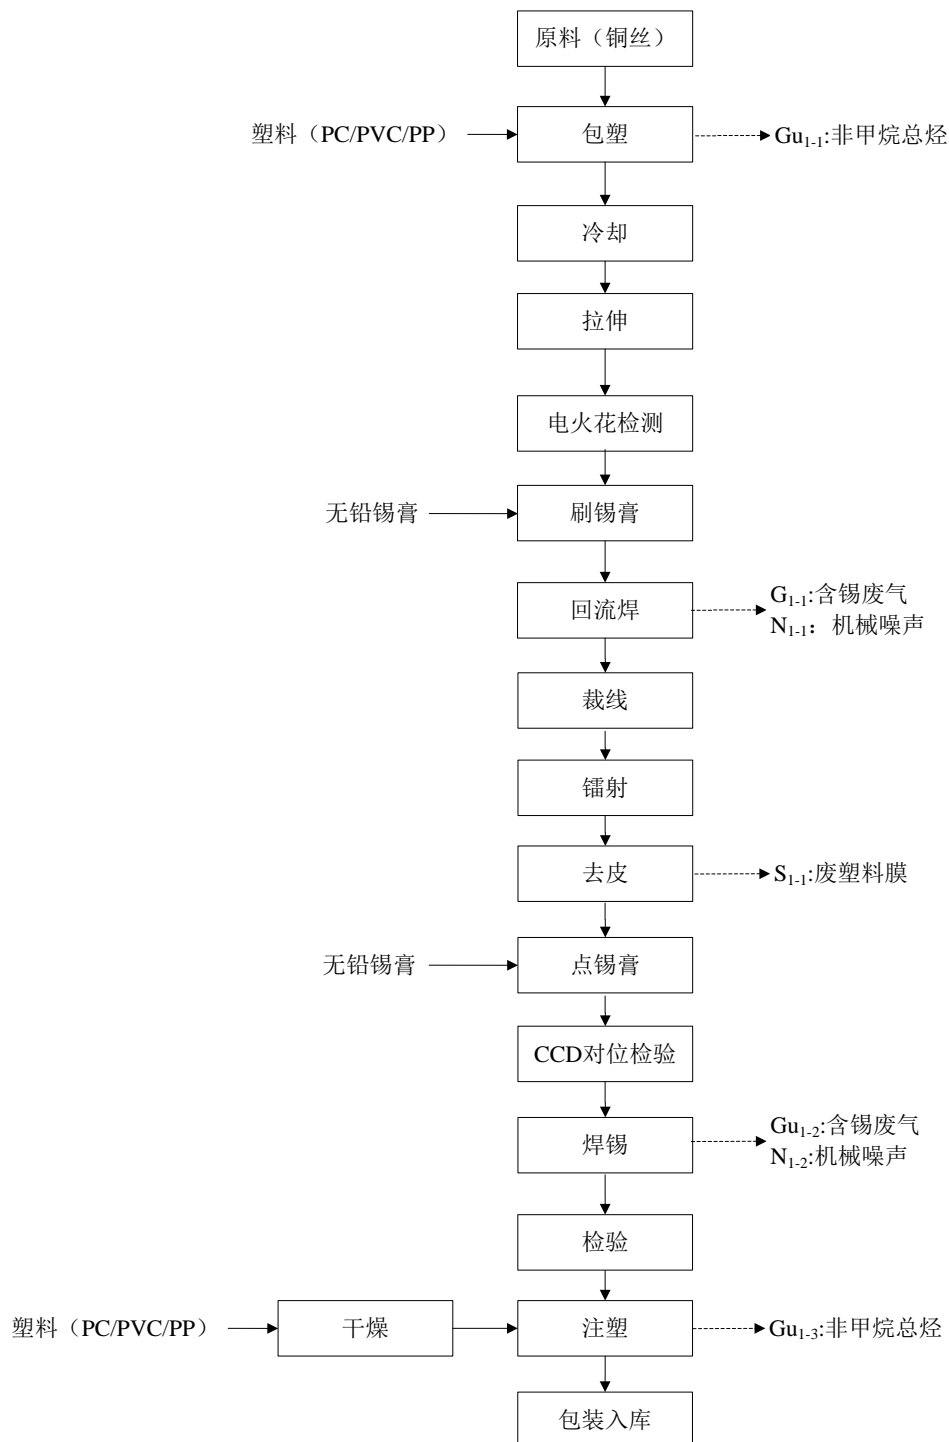 原料（铜丝）
塑料（PC/PVC/PP）
包塑
Gu1-1:非甲烷总烃
冷却
拉伸
电火花检测
无铅锡膏
刷锡膏
回流焊
G1-1:含锡废气
N1-1：机械噪声
裁线
镭射
去皮
S1-1:废塑料膜
无铅锡膏
点锡膏
CCD对位检验
焊锡
Gu1-2:含锡废气
N1-2:机械噪声
检验
塑料（PC/PVC/PP）
干燥
注塑
Gu1-3:非甲烷总烃
包装入库